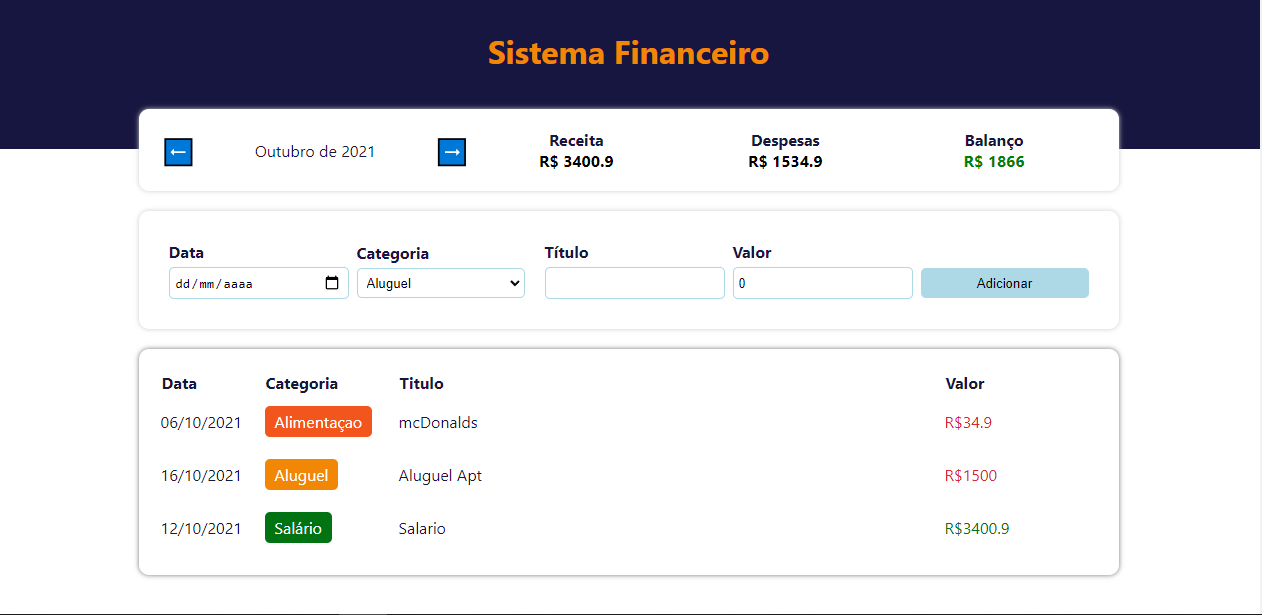 Sistema Financeiro
← Outubro de 2021 → Receita Despesas Balanço
R$ 3400.9 R$ 1534.9 R$ 1866
Data Categoria Título Valor
dd/mm/aaaa Aluguel 0 Adicionar
Data Categoria Titulo Valor
06/10/2021 Alimentaçao mcDonalds R$34.9
16/10/2021 Aluguel Aluguel Apt R$1500
12/10/2021 Salário Salario R$3400.9